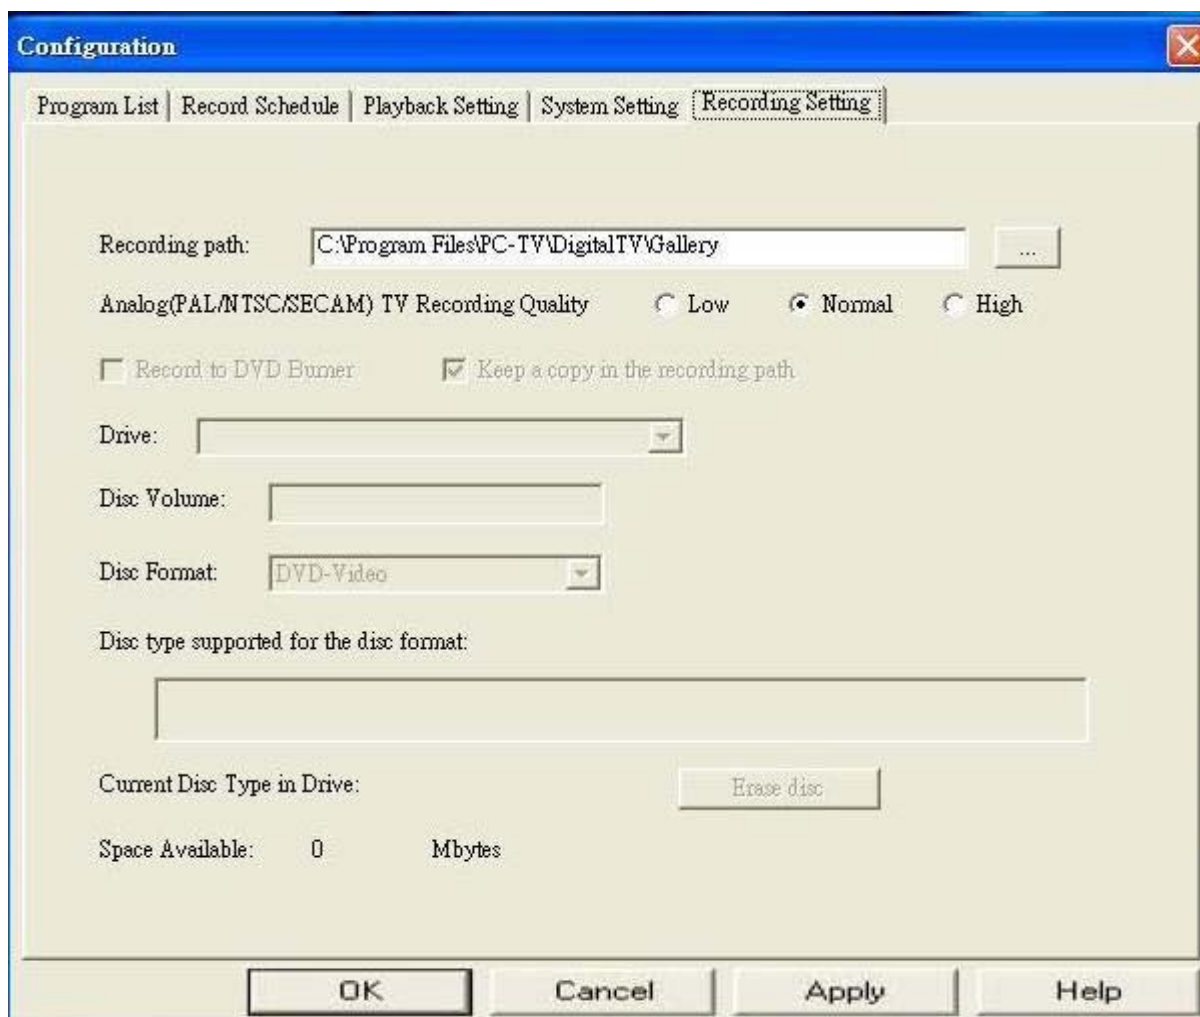 Configuration
Program List Record Schedule Playback Setting System Setting Recording Setting
Recording path: C:\Program Files\PC-TV\DigitalTV\Gallery ...
Analog(PAL/NTSC/SECAM) TV Recording Quality Low Normal High
Record to DVD Burner Keep a copy in the recording path
Drive:
Disc Volume:
Disc Format: DVD-Video
Disc type supported for the disc format:
Current Disc Type in Drive: Erase disc
Space Available: 0 Mbytes
OK Cancel Apply Help